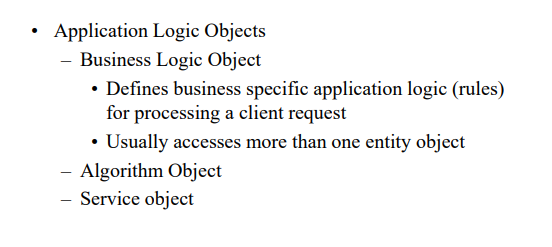 • Application Logic Objects
– Business Logic Object
• Defines business specific application logic (rules)
for processing a client request
• Usually accesses more than one entity object
– Algorithm Object
– Service object